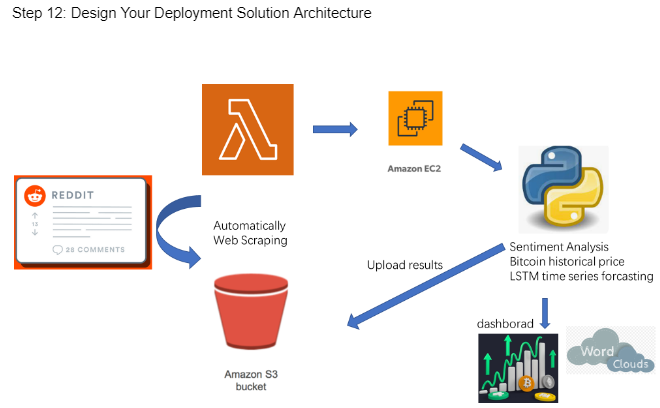 Step 12: Design Your Deployment Solution Architecture
Amazon EC2
REDDIT
13
28 COMMENTS
Automatically
Web Scraping
Sentiment Analysis
Bitcoin historical price
LSTM time series forcasting
Upload results
Amazon S3
bucket
dashborad
Word
Clouds